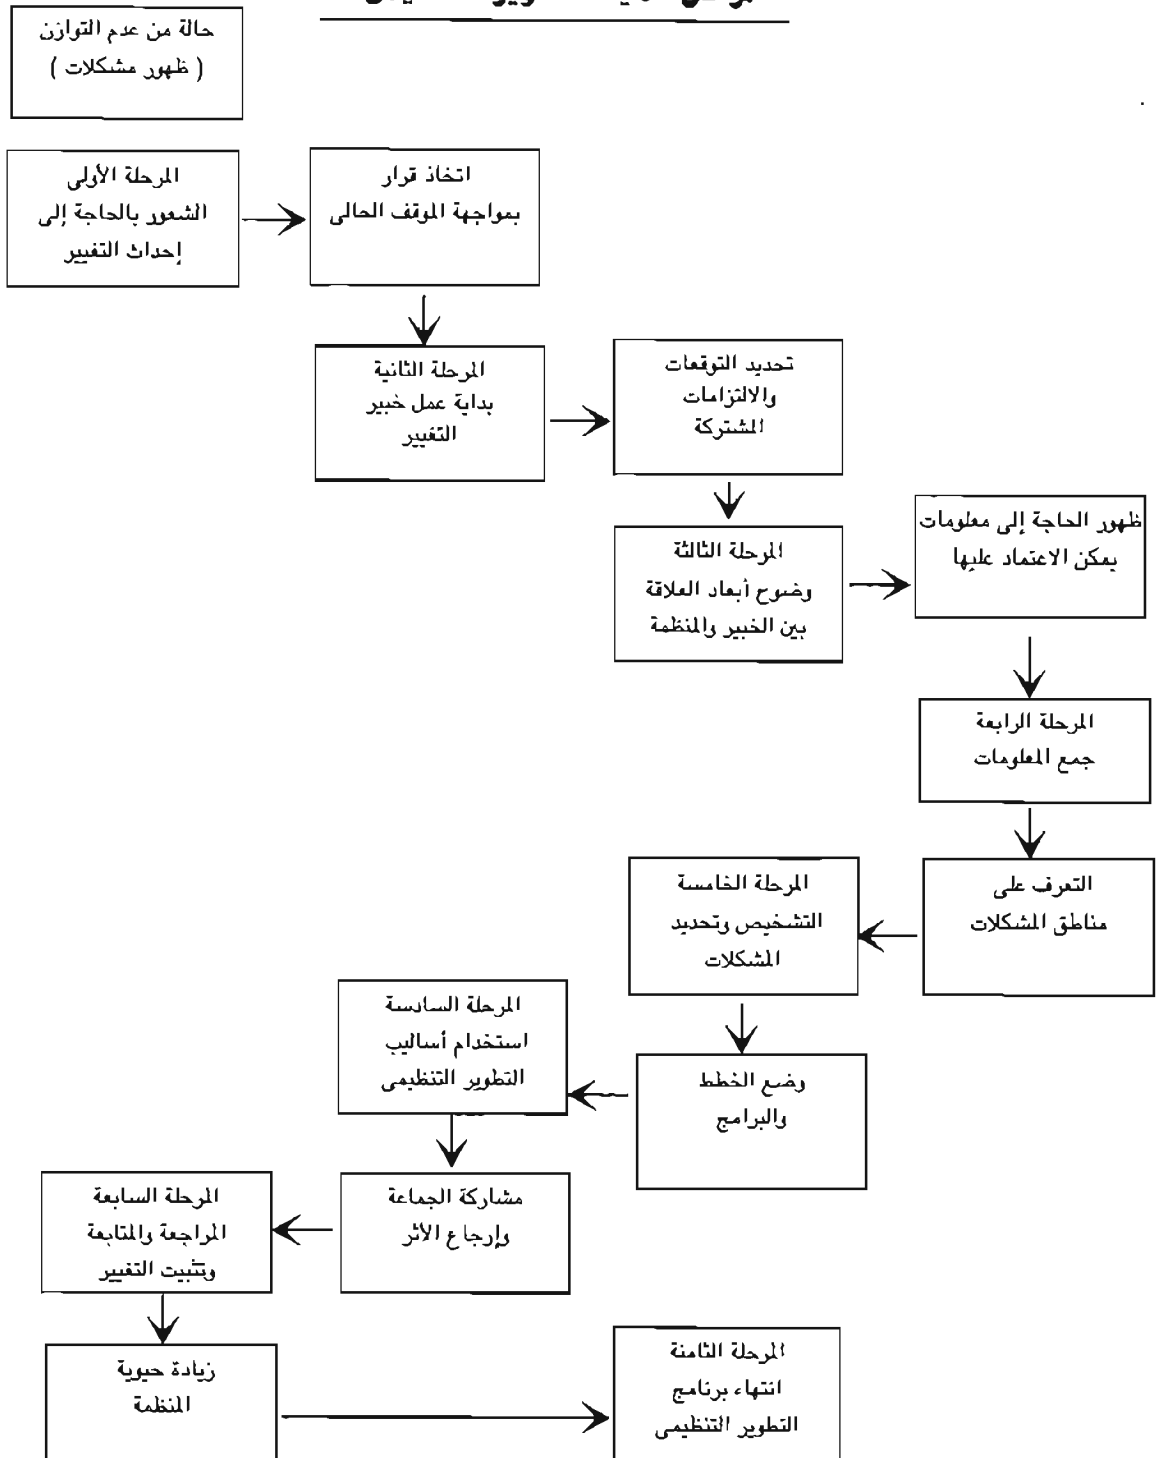 حالة من عدم التوازن
( ظهور مشكلات )
المرحلة الأولى
الشعور بالحاجة إلى
إحداث التغيير
اتخاذ قرار
بمواجهة الموقف الحالى
المرحلة الثانية
بداية عمل خبير
التغيير
تحديد التوقعات
والالتزامات
المشتركة
المرحلة الثالثة
وضوح أبعاد العلاقة
بين الخبير والمنظمة
ظهور الحاجة إلى معلومات
يمكن الاعتماد عليها
المرحلة الرابعة
جمع المعلومات
التعرف على
مناطق المشكلات
المرحلة الخامسة
التشخيص وتحديد
المشكلات
وضع الخطط
والبرامج
المرحلة السادسة
استخدام أساليب
التطوير التنظيمى
مشاركة الجماعة
وإرجاع الأثر
المرحلة السابعة
المراجعة والمتابعة
وتثبيت التغيير
زيادة حيوية
المنظمة
المرحلة الثامنة
انتهاء برنامج
التطوير التنظيمى